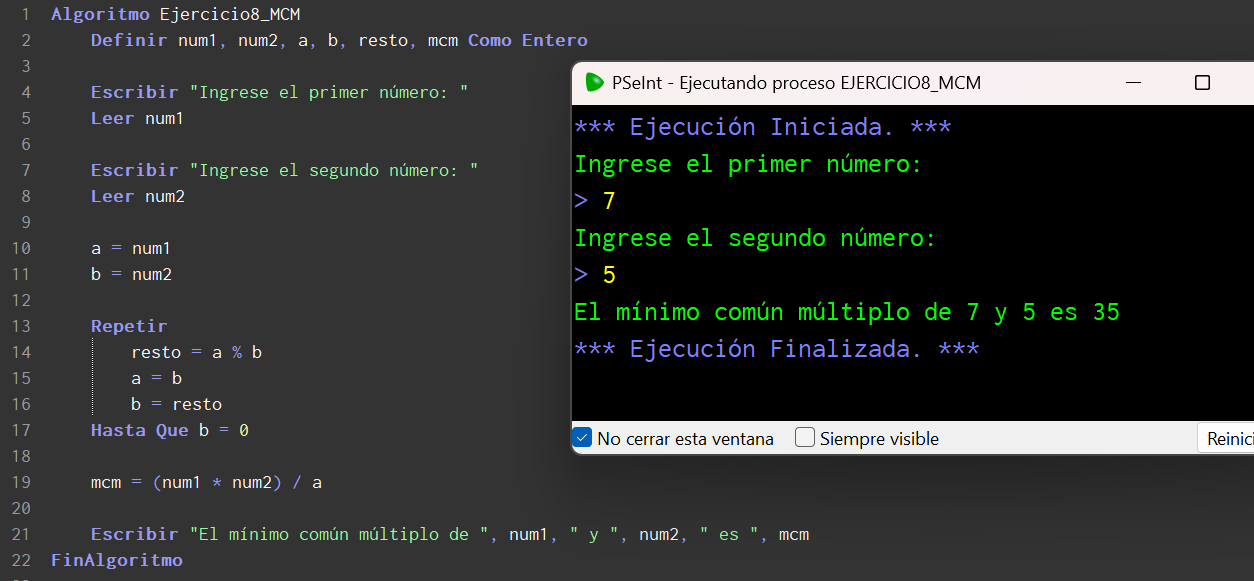 1 Algoritmo Ejercicio8_MCM
2 Definir num1, num2, a, b, resto, mcm Como Entero
3
4 Escribir "Ingrese el primer número: "
5 Leer num1
6
7 Escribir "Ingrese el segundo número: "
8 Leer num2
9
10 a = num1
11 b = num2
12
13 Repetir
14 resto = a % b
15 a = b
16 b = resto
17 Hasta Que b = 0
18
19 mcm = (num1 * num2) / a
20
21 Escribir "El mínimo común múltiplo de ", num1, " y ", num2, " es ", mcm
22 FinAlgoritmo
PSeInt - Ejecutando proceso EJERCICIO8_MCM
*** Ejecución Iniciada. ***
Ingrese el primer número:
> 7
Ingrese el segundo número:
> 5
El mínimo común múltiplo de 7 y 5 es 35
*** Ejecución Finalizada. ***
No cerrar esta ventana Siempre visible Reinici